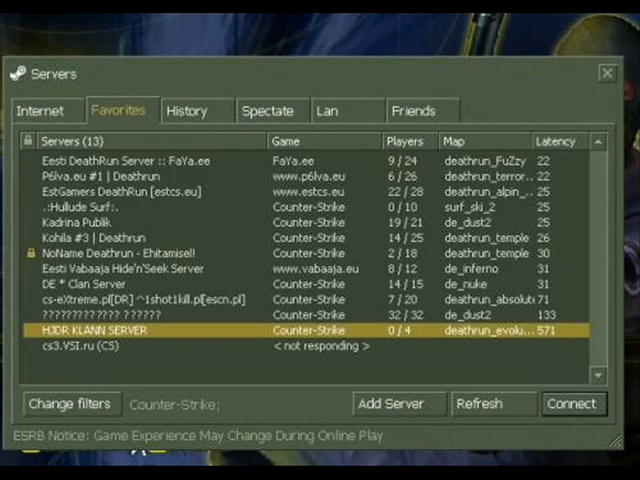 Servers
Internet Favorites History Spectate Lan Friends
Servers (13) Game Players Map Latency
Eesti DeathRun Server :: FaYa.ee FaYa.ee 9 / 24 deathrun_FuZzy 22
P6lva.eu #1 | Deathrun www.p6lva.eu 6 / 26 deathrun_terror... 22
EstGamers DeathRun [estcs.eu] www.estcs.eu 22 / 28 deathrun_alpin_... 25
.:Hullude Surf:. Counter-Strike 0 / 10 surf_ski_2 25
Kadrina Publik Counter-Strike 19 / 21 de_dust2 25
Kohila #3 | Deathrun Counter-Strike 14 / 25 deathrun_temple 26
NoName Deathrun - Ehitamisel! Counter-Strike 2 / 18 deathrun_temple 30
Eesti Vabaaja Hide'n'Seek Server www.vabaaja.eu 8 / 12 de_inferno 31
DE * Clan Server Counter-Strike 14 / 15 de_nuke 31
cs-eXtreme.pl[DR] ^1shot1kill.pl[escn.pl] Counter-Strike 7 / 20 deathrun_absolut 71
???????????? ?????? Counter-Strike 32 / 32 de_dust2 133
HJDR KLANN SERVER Counter-Strike 0 / 4 deathrun_evolu... 571
cs3.VSI.ru (CS) < not responding >
Change filters Counter-Strike; Add Server Refresh Connect
ESRB Notice: Game Experience May Change During Online Play